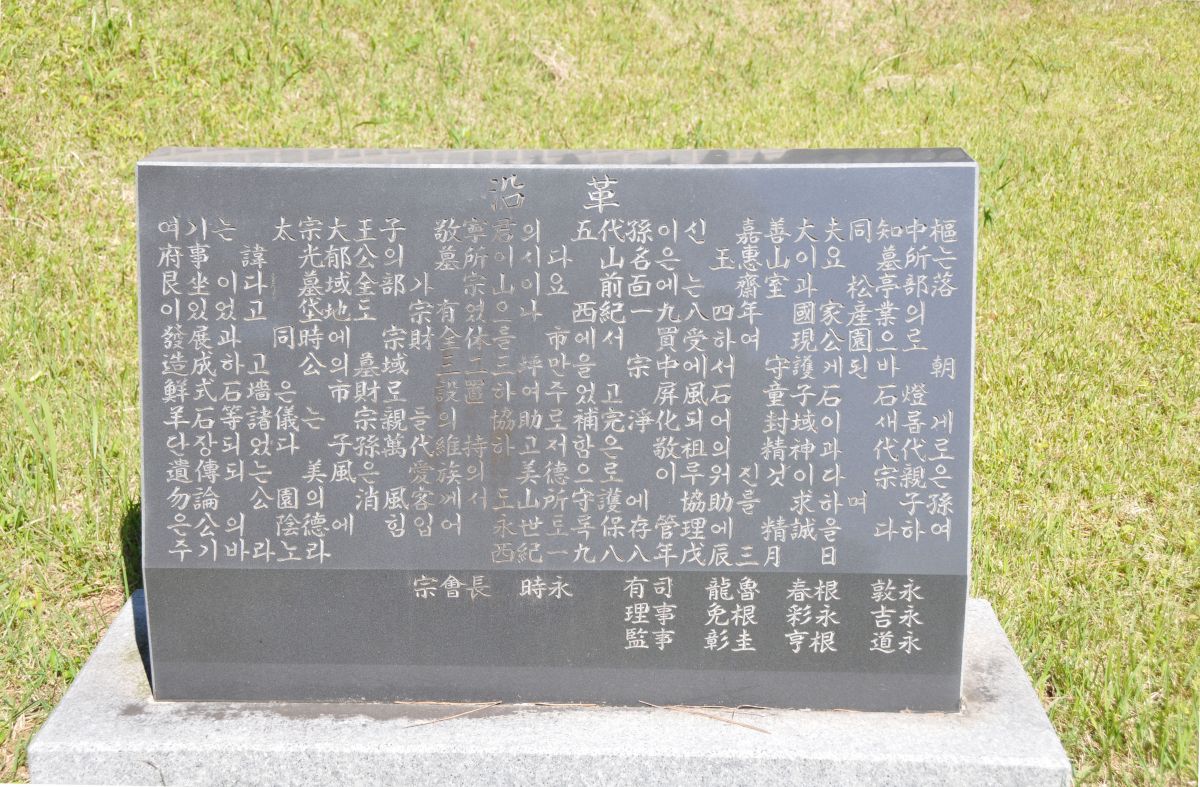 沿革
여기는 太宗大王子 敬寧君의 五代孫이신 嘉善大夫同知中樞
府事 諱 光郁公의 墓所이시다 山名은 玉惠山이요 墓所는
艮坐이다 墓域金部가 宗山이요 西前面에는 齋室과 松亭部落
이있었고 垈地도 宗有였으나 西紀一九八四年 國家産業의
發展과 同時에 宗財全体을 市에서 買受하여 現公園으로
造成하고 公의 墓域 三二三坪만을 宗中에서 守護게된바 朝
鮮式石墻은 市財로 設置하여주고 屏風石 童子石 石燈
羊石等諸儀는 宗親들의 協助로補完 淨化되어 封域이 새롭게
단장되었다 子孫萬代 維持하고저함은 敬祖의精神과 代代로
遺傳되는 美風은 愛族의 美德으로 이루워진것이다 宗親은
勿論公園 風客께서도 山所守護에 協助을 求하며 子孫
은公의 陰德에 힘입어 永世토록保存管理에 精誠을다하여
주기바라노라 西紀一九八八年戊辰三月 日
宗會長 時永 有司 龍魯 春根 敦永
理事 免根 彩永 吉永
監事 彰圭 亨根 道永